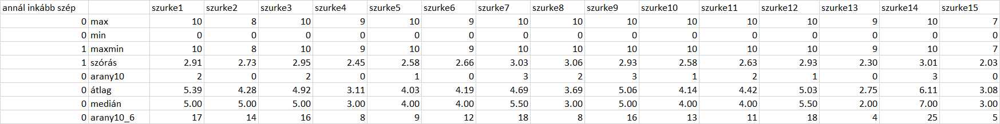 annál inkább szép szurke1 szurke2 szurke3 szurke4 szurke5 szurke6 szurke7 szurke8 szurke9 szurke10 szurke11 szurke12 szurke13 szurke14 szurke15
0 max 10 8 10 9 10 9 10 10 10 10 10 10 9 10 7
0 min 0 0 0 0 0 0 0 0 0 0 0 0 0 0 0
1 maxmin 10 8 10 9 10 9 10 10 10 10 10 10 9 10 7
1 szórás 2.91 2.73 2.95 2.45 2.58 2.66 3.03 3.06 2.93 2.58 2.63 2.93 2.30 3.01 2.03
0 arany10 2 0 2 0 1 0 3 2 3 1 2 1 0 3 0
0 átlag 5.39 4.28 4.92 3.11 4.03 4.19 4.69 3.69 5.06 4.14 4.42 5.03 2.75 6.11 3.08
0 medián 5.00 5.00 5.00 3.00 4.00 4.00 5.50 3.00 5.00 4.00 4.00 5.50 2.00 7.00 3.00
0 arany10_6 17 14 16 8 9 12 18 8 16 13 11 18 4 25 5